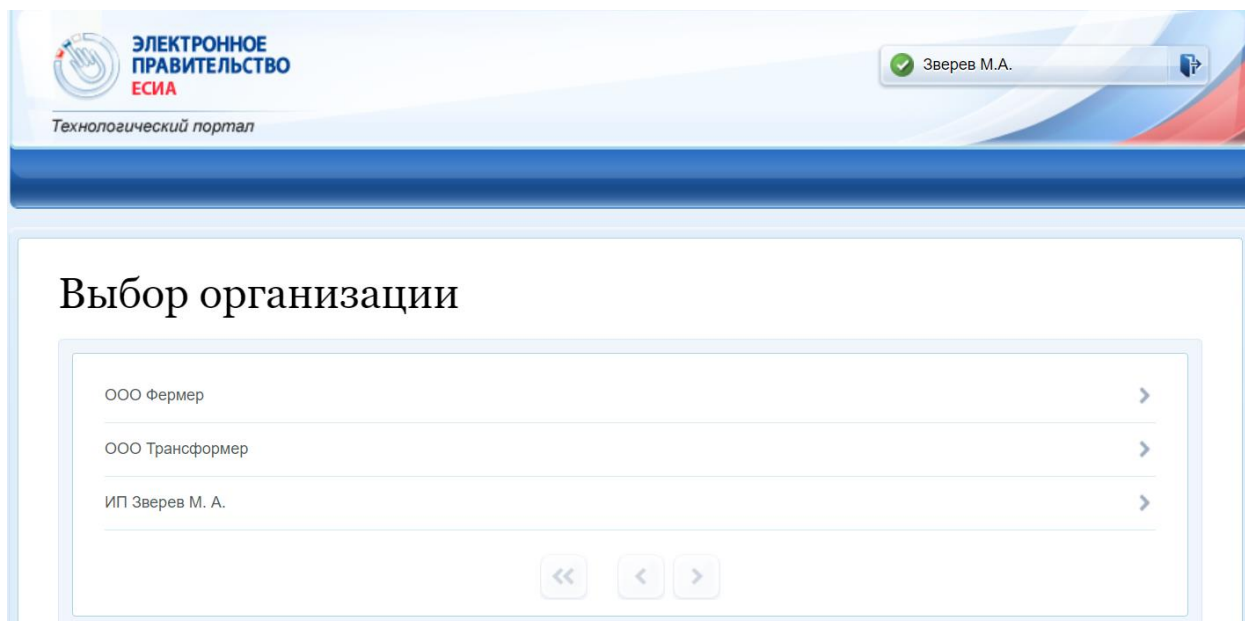 ЭЛЕКТРОННОЕ
ПРАВИТЕЛЬСТВО
ЕСИА
Технологический портал
Зверев М.А.
Выбор организации
ООО Фермер
ООО Трансформер
ИП Зверев М. А.